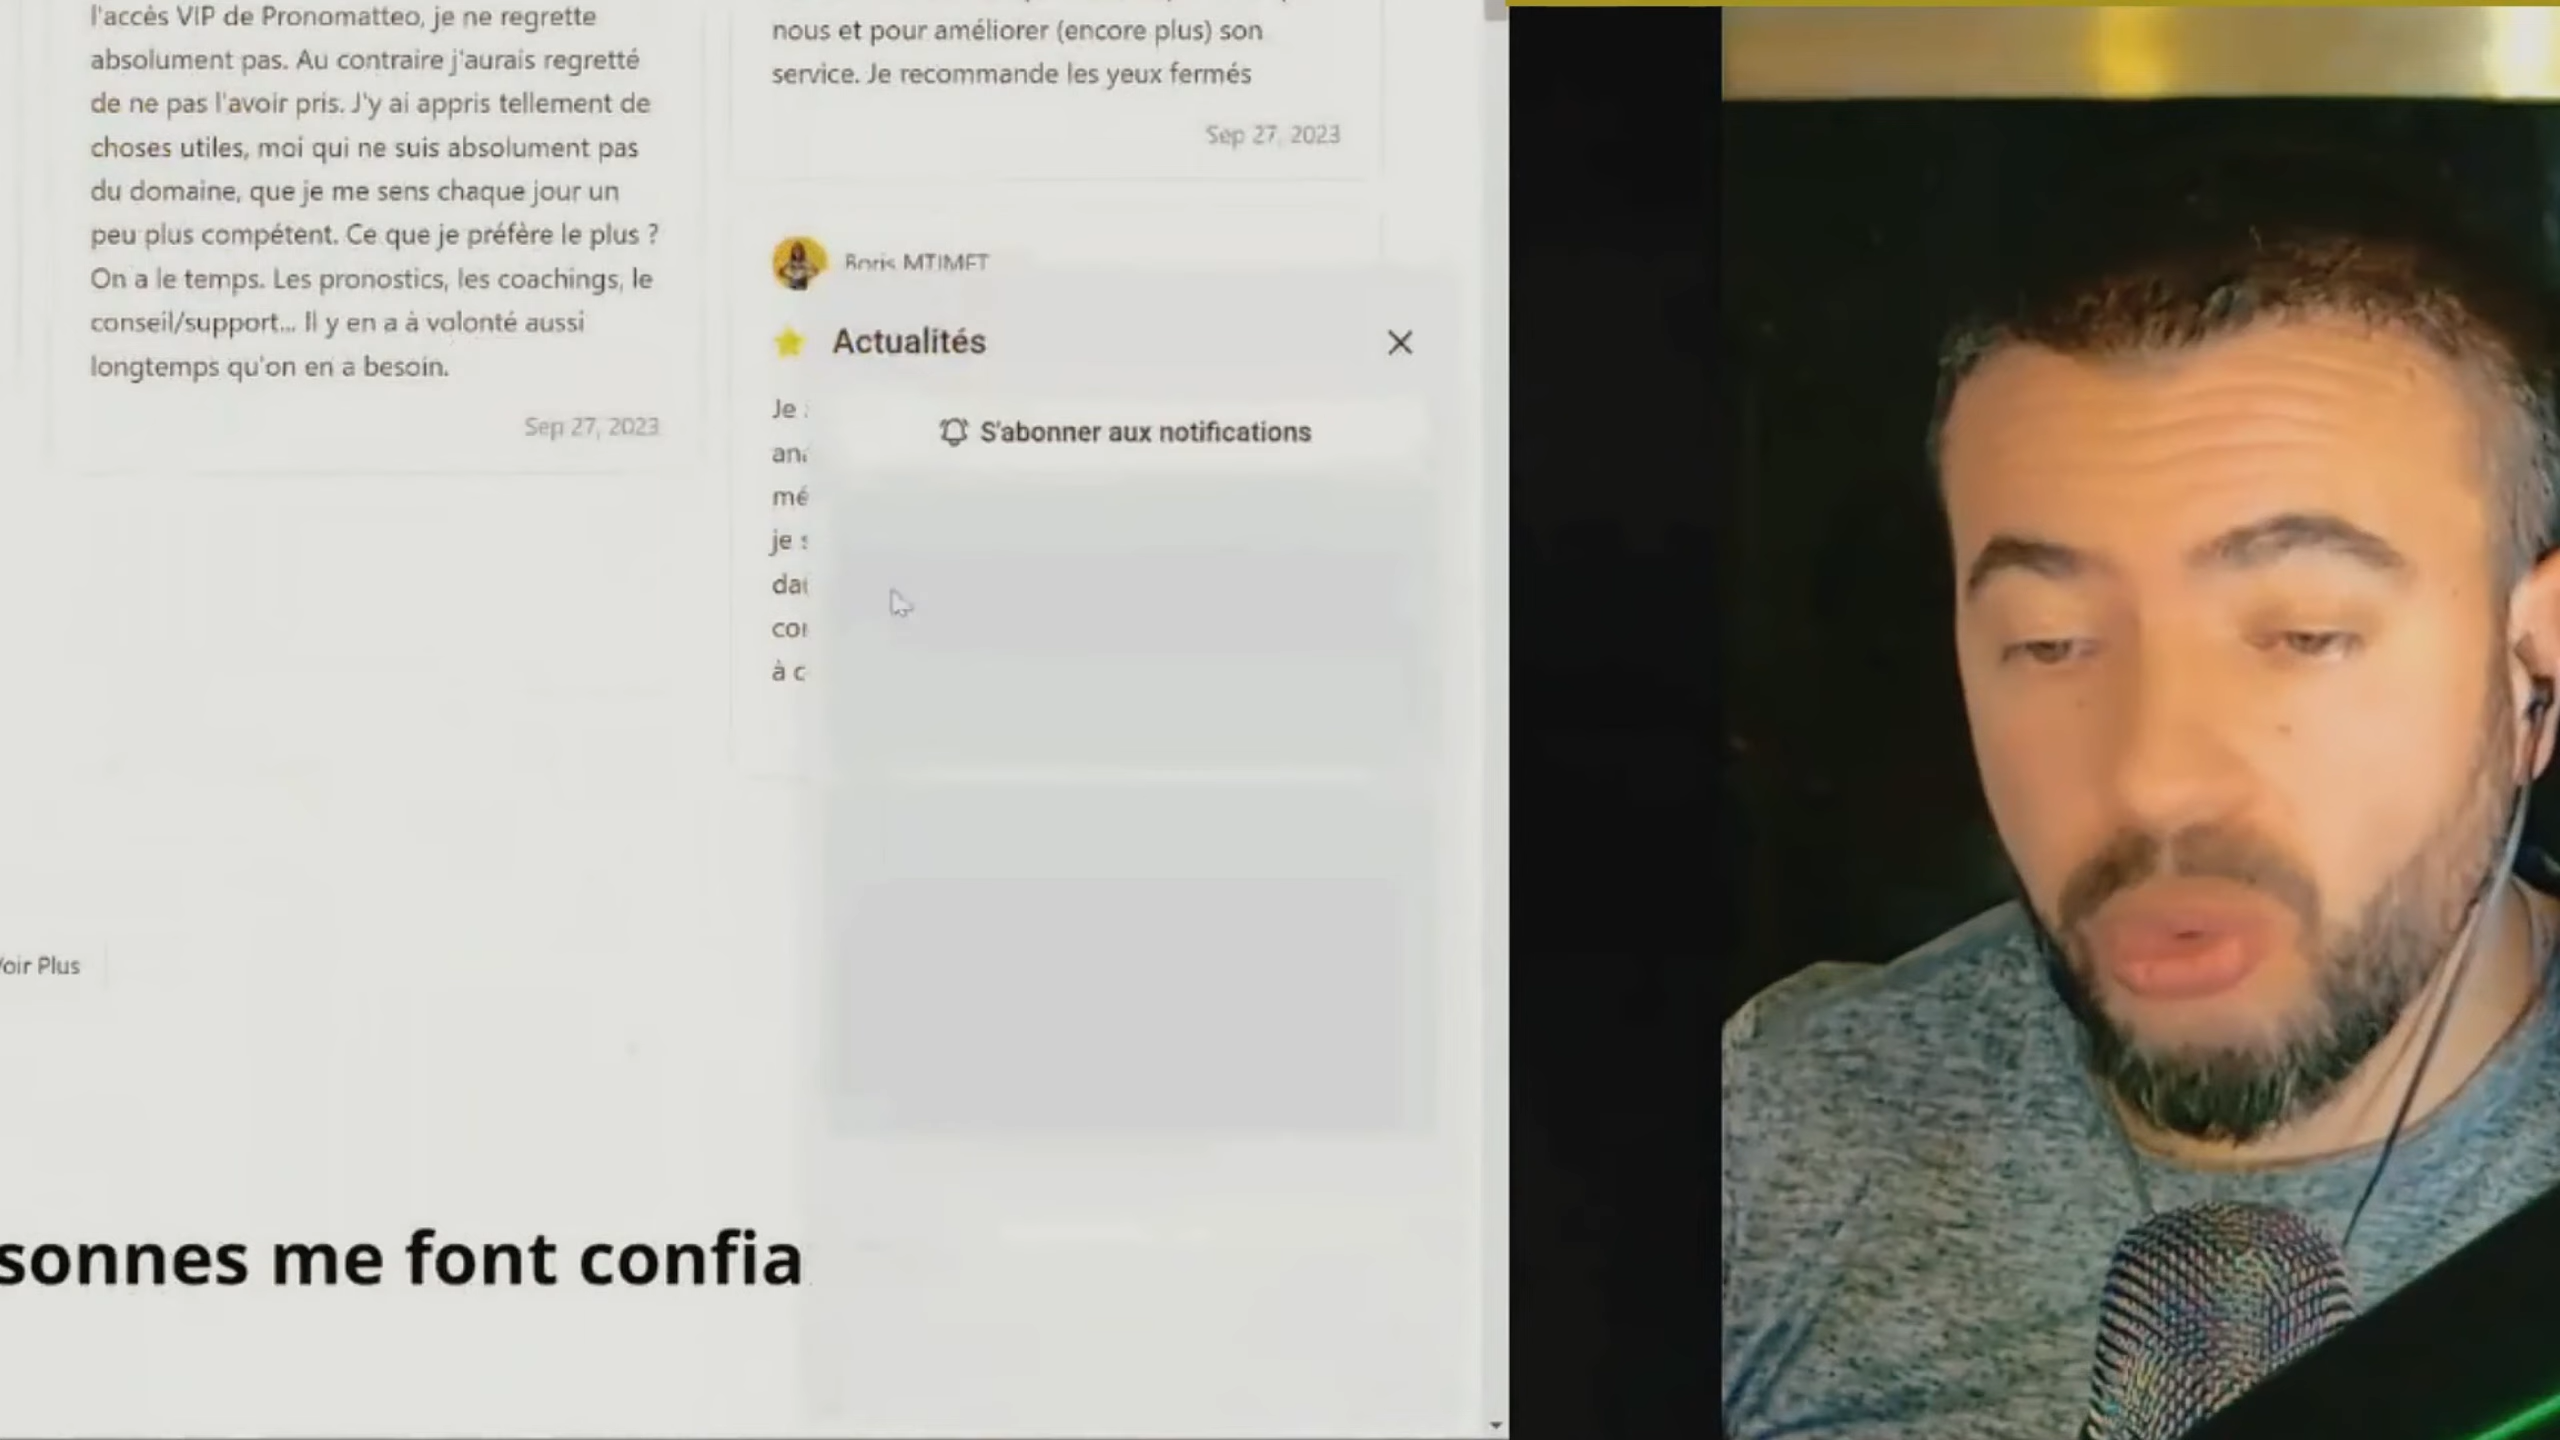 l'accès VIP de Pronomatteo, je ne regrette
absolument pas. Au contraire j'aurais regretté
de ne pas l'avoir pris. J'y ai appris tellement de
choses utiles, moi qui ne suis absolument pas
du domaine, que je me sens chaque jour un
peu plus compétent. Ce que je préfère le plus ?
On a le temps. Les pronostics, les coachings, le
conseil/support... Il y en a à volonté aussi
longtemps qu'on en a besoin.
Sep 27, 2023
nous et pour améliorer (encore plus) son
service. Je recommande les yeux fermés
Sep 27, 2023
Boris MTIMET
Actualités
S'abonner aux notifications
Je
mé
je
à c
oir Plus
sonnes me font confia